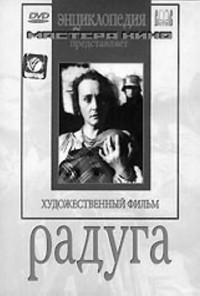 DVD
ЭНЦИКЛОПЕДИЯ
МАСТЕРА КИНО
представляет
ХУДОЖЕСТВЕННЫЙ ФИЛЬМ
радуга